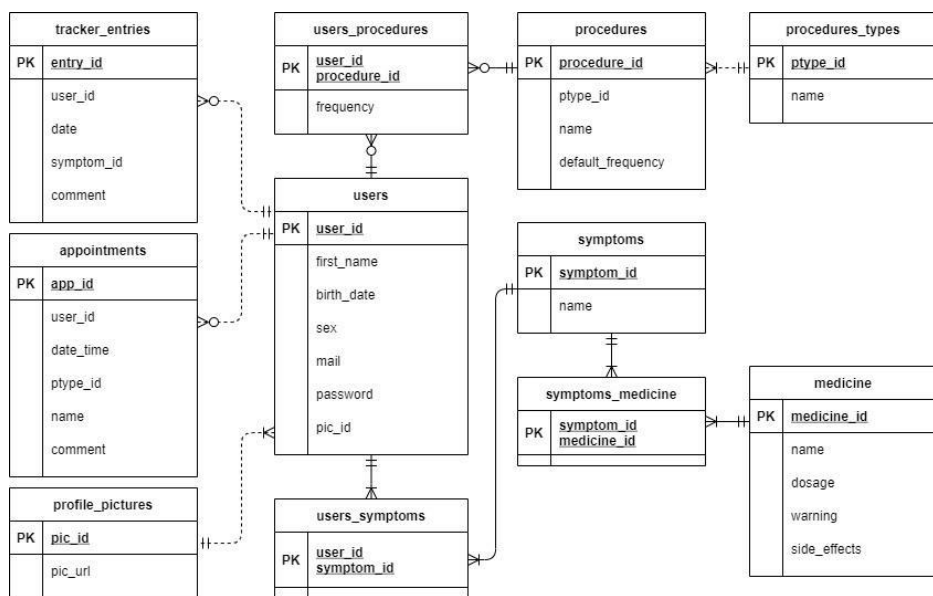 tracker_entries
PK entry_id
user_id
date
symptom_id
comment
users_procedures
PK user_id
procedure_id
frequency
procedures
PK procedure_id
ptype_id
name
default_frequency
procedures_types
PK ptype_id
name
appointments
PK app_id
user_id
date_time
ptype_id
name
comment
users
PK user_id
first_name
birth_date
sex
mail
password
pic_id
symptoms
PK symptom_id
name
symptoms_medicine
PK symptom_id
medicine_id
medicine
PK medicine_id
name
dosage
warning
side_effects
profile_pictures
PK pic_id
pic_url
users_symptoms
PK user_id
symptom_id